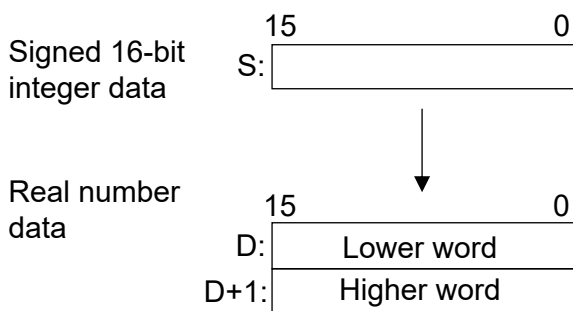 15 0
Signed 16-bit
integer data
S:
Real number
data
15 0
D: Lower word
D+1: Higher word